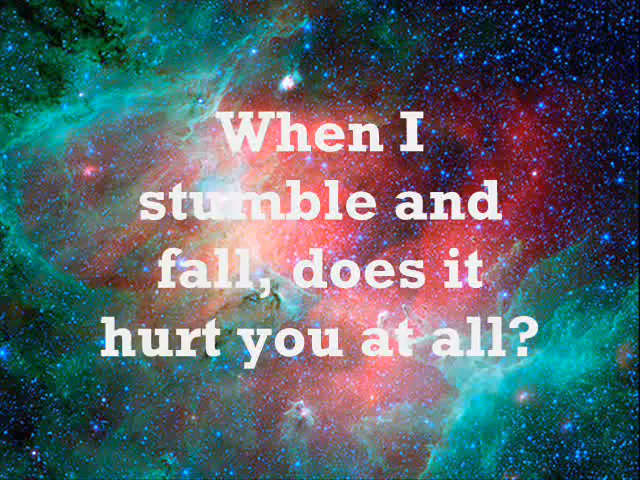 When I
stumble and
fall, does it
hurt you at all?